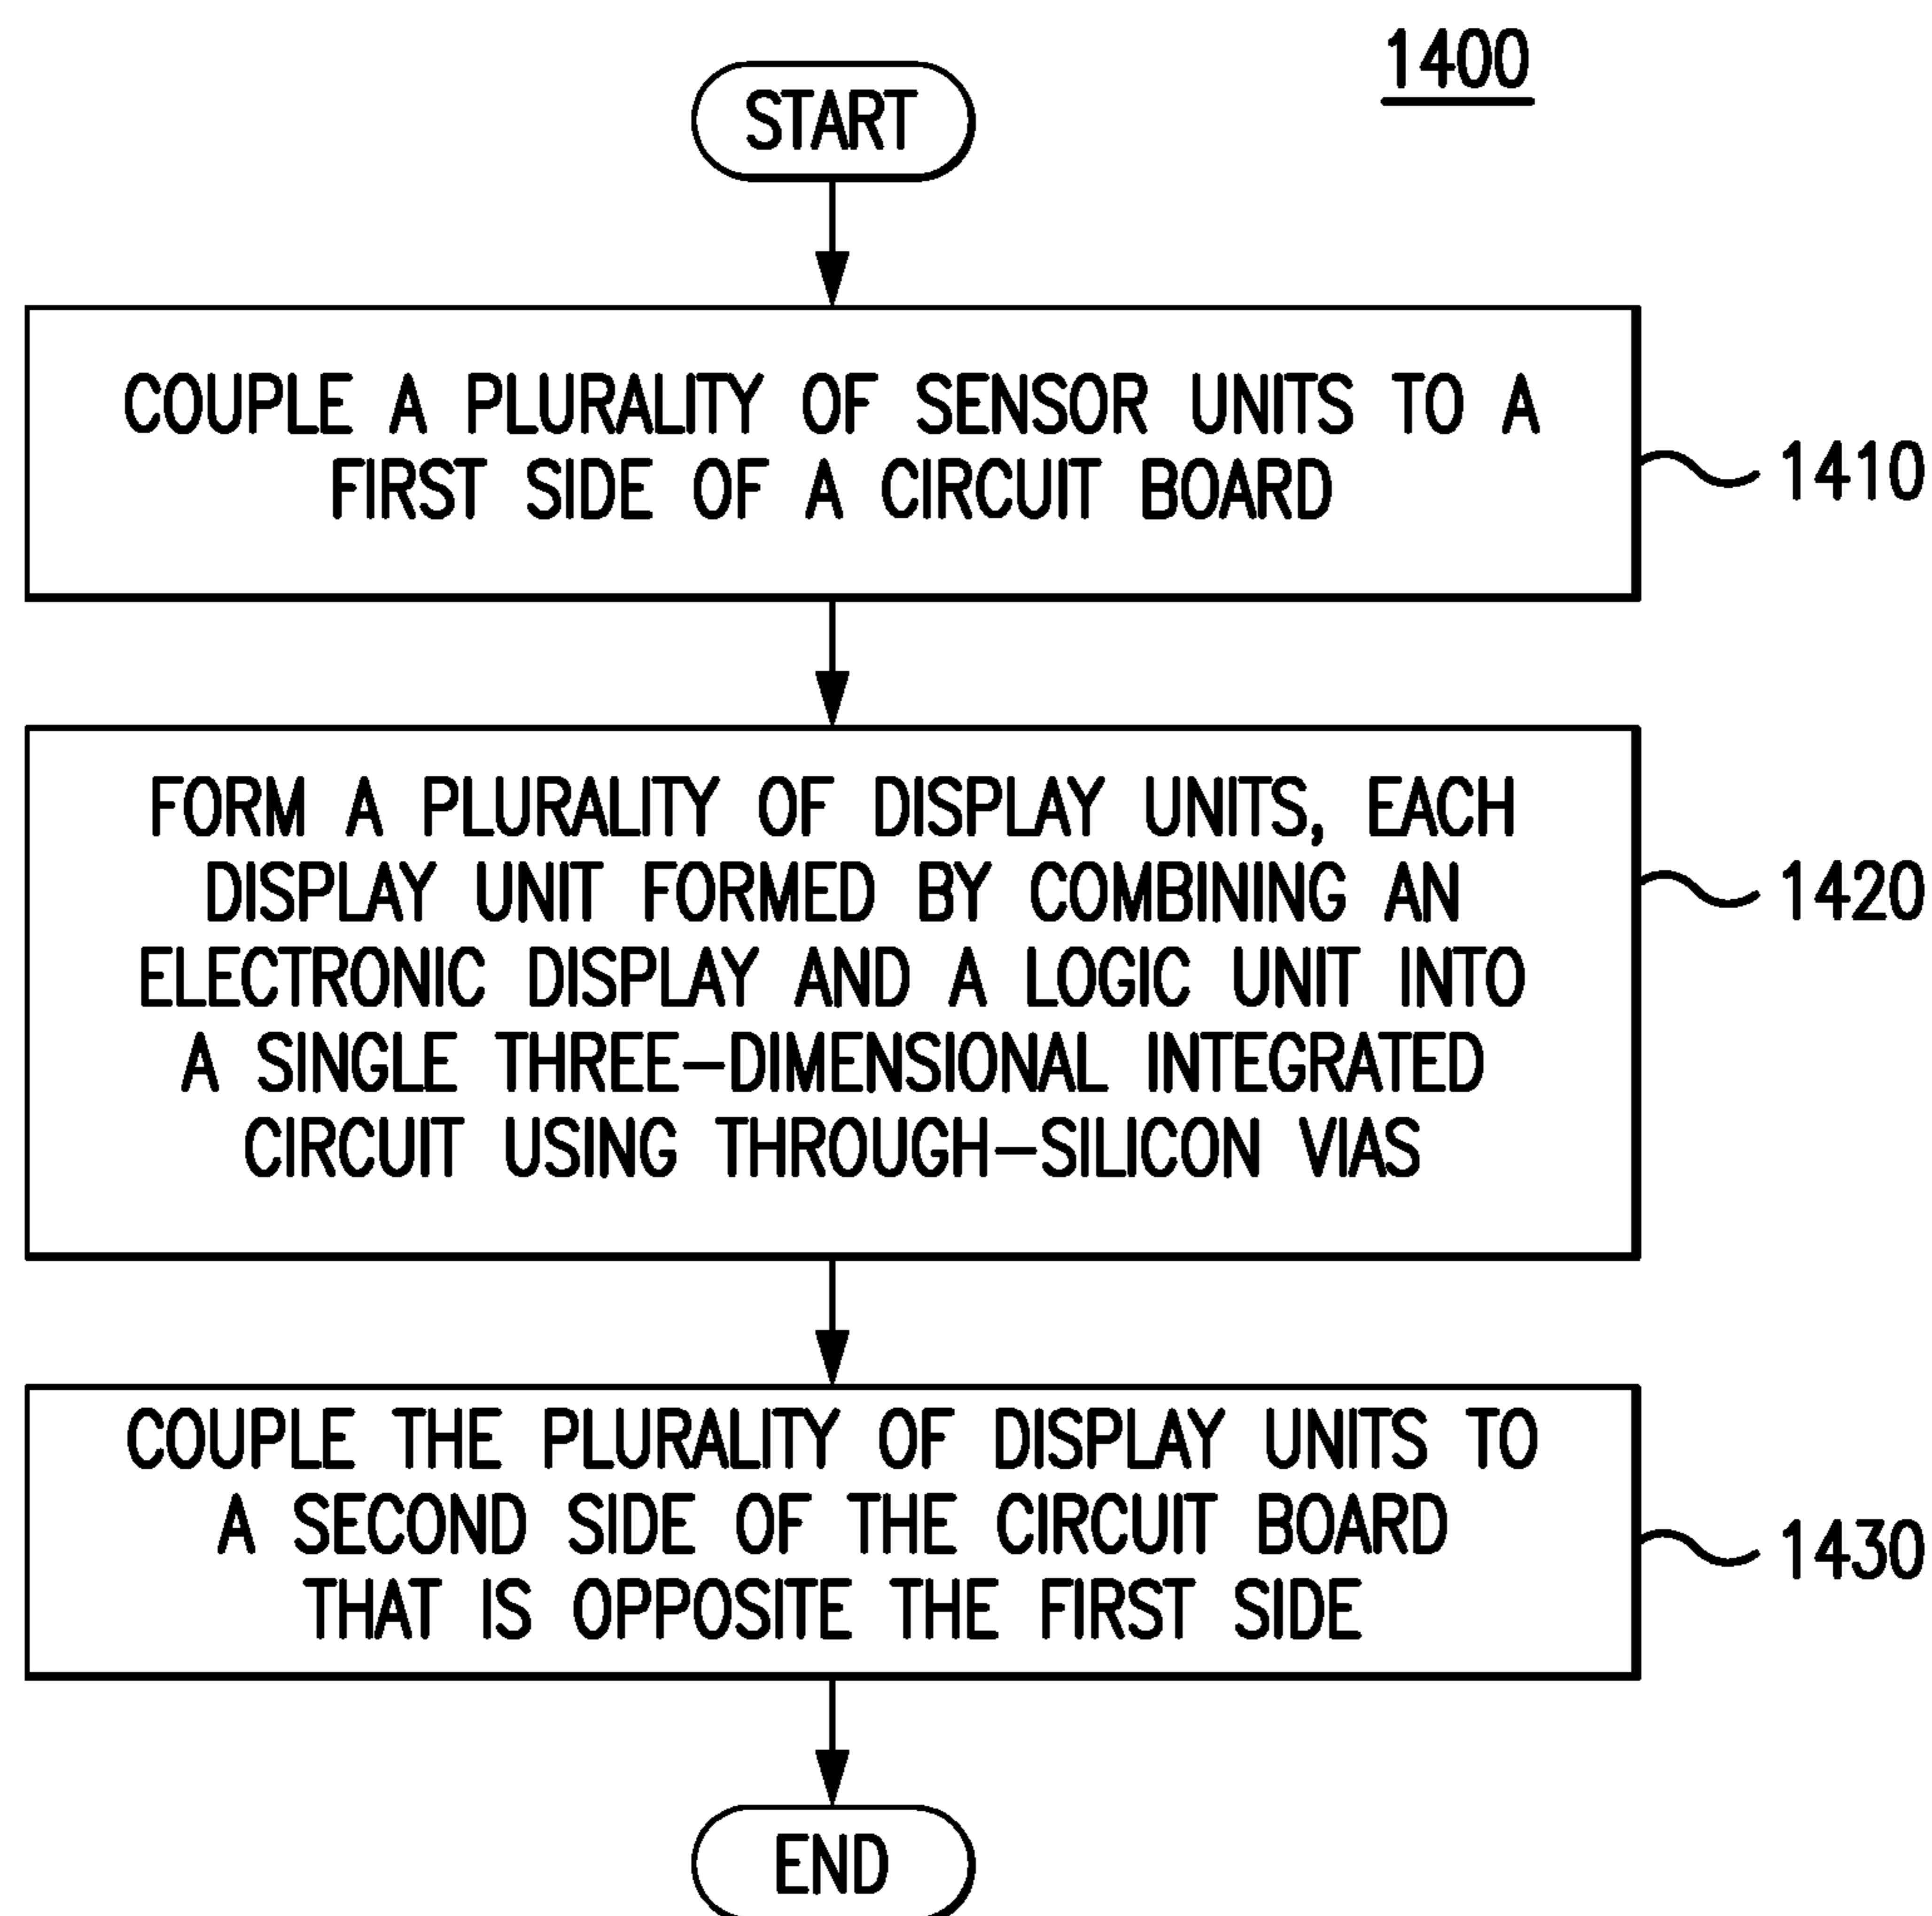 1400
START
COUPLE A PLURALITY OF SENSOR UNITS TO A
FIRST SIDE OF A CIRCUIT BOARD
1410
FORM A PLURALITY OF DISPLAY UNITS, EACH
DISPLAY UNIT FORMED BY COMBINING AN
ELECTRONIC DISPLAY AND A LOGIC UNIT INTO
A SINGLE THREE–DIMENSIONAL INTEGRATED
CIRCUIT USING THROUGH–SILICON VIAS
1420
COUPLE THE PLURALITY OF DISPLAY UNITS TO
A SECOND SIDE OF THE CIRCUIT BOARD
THAT IS OPPOSITE THE FIRST SIDE
1430
END